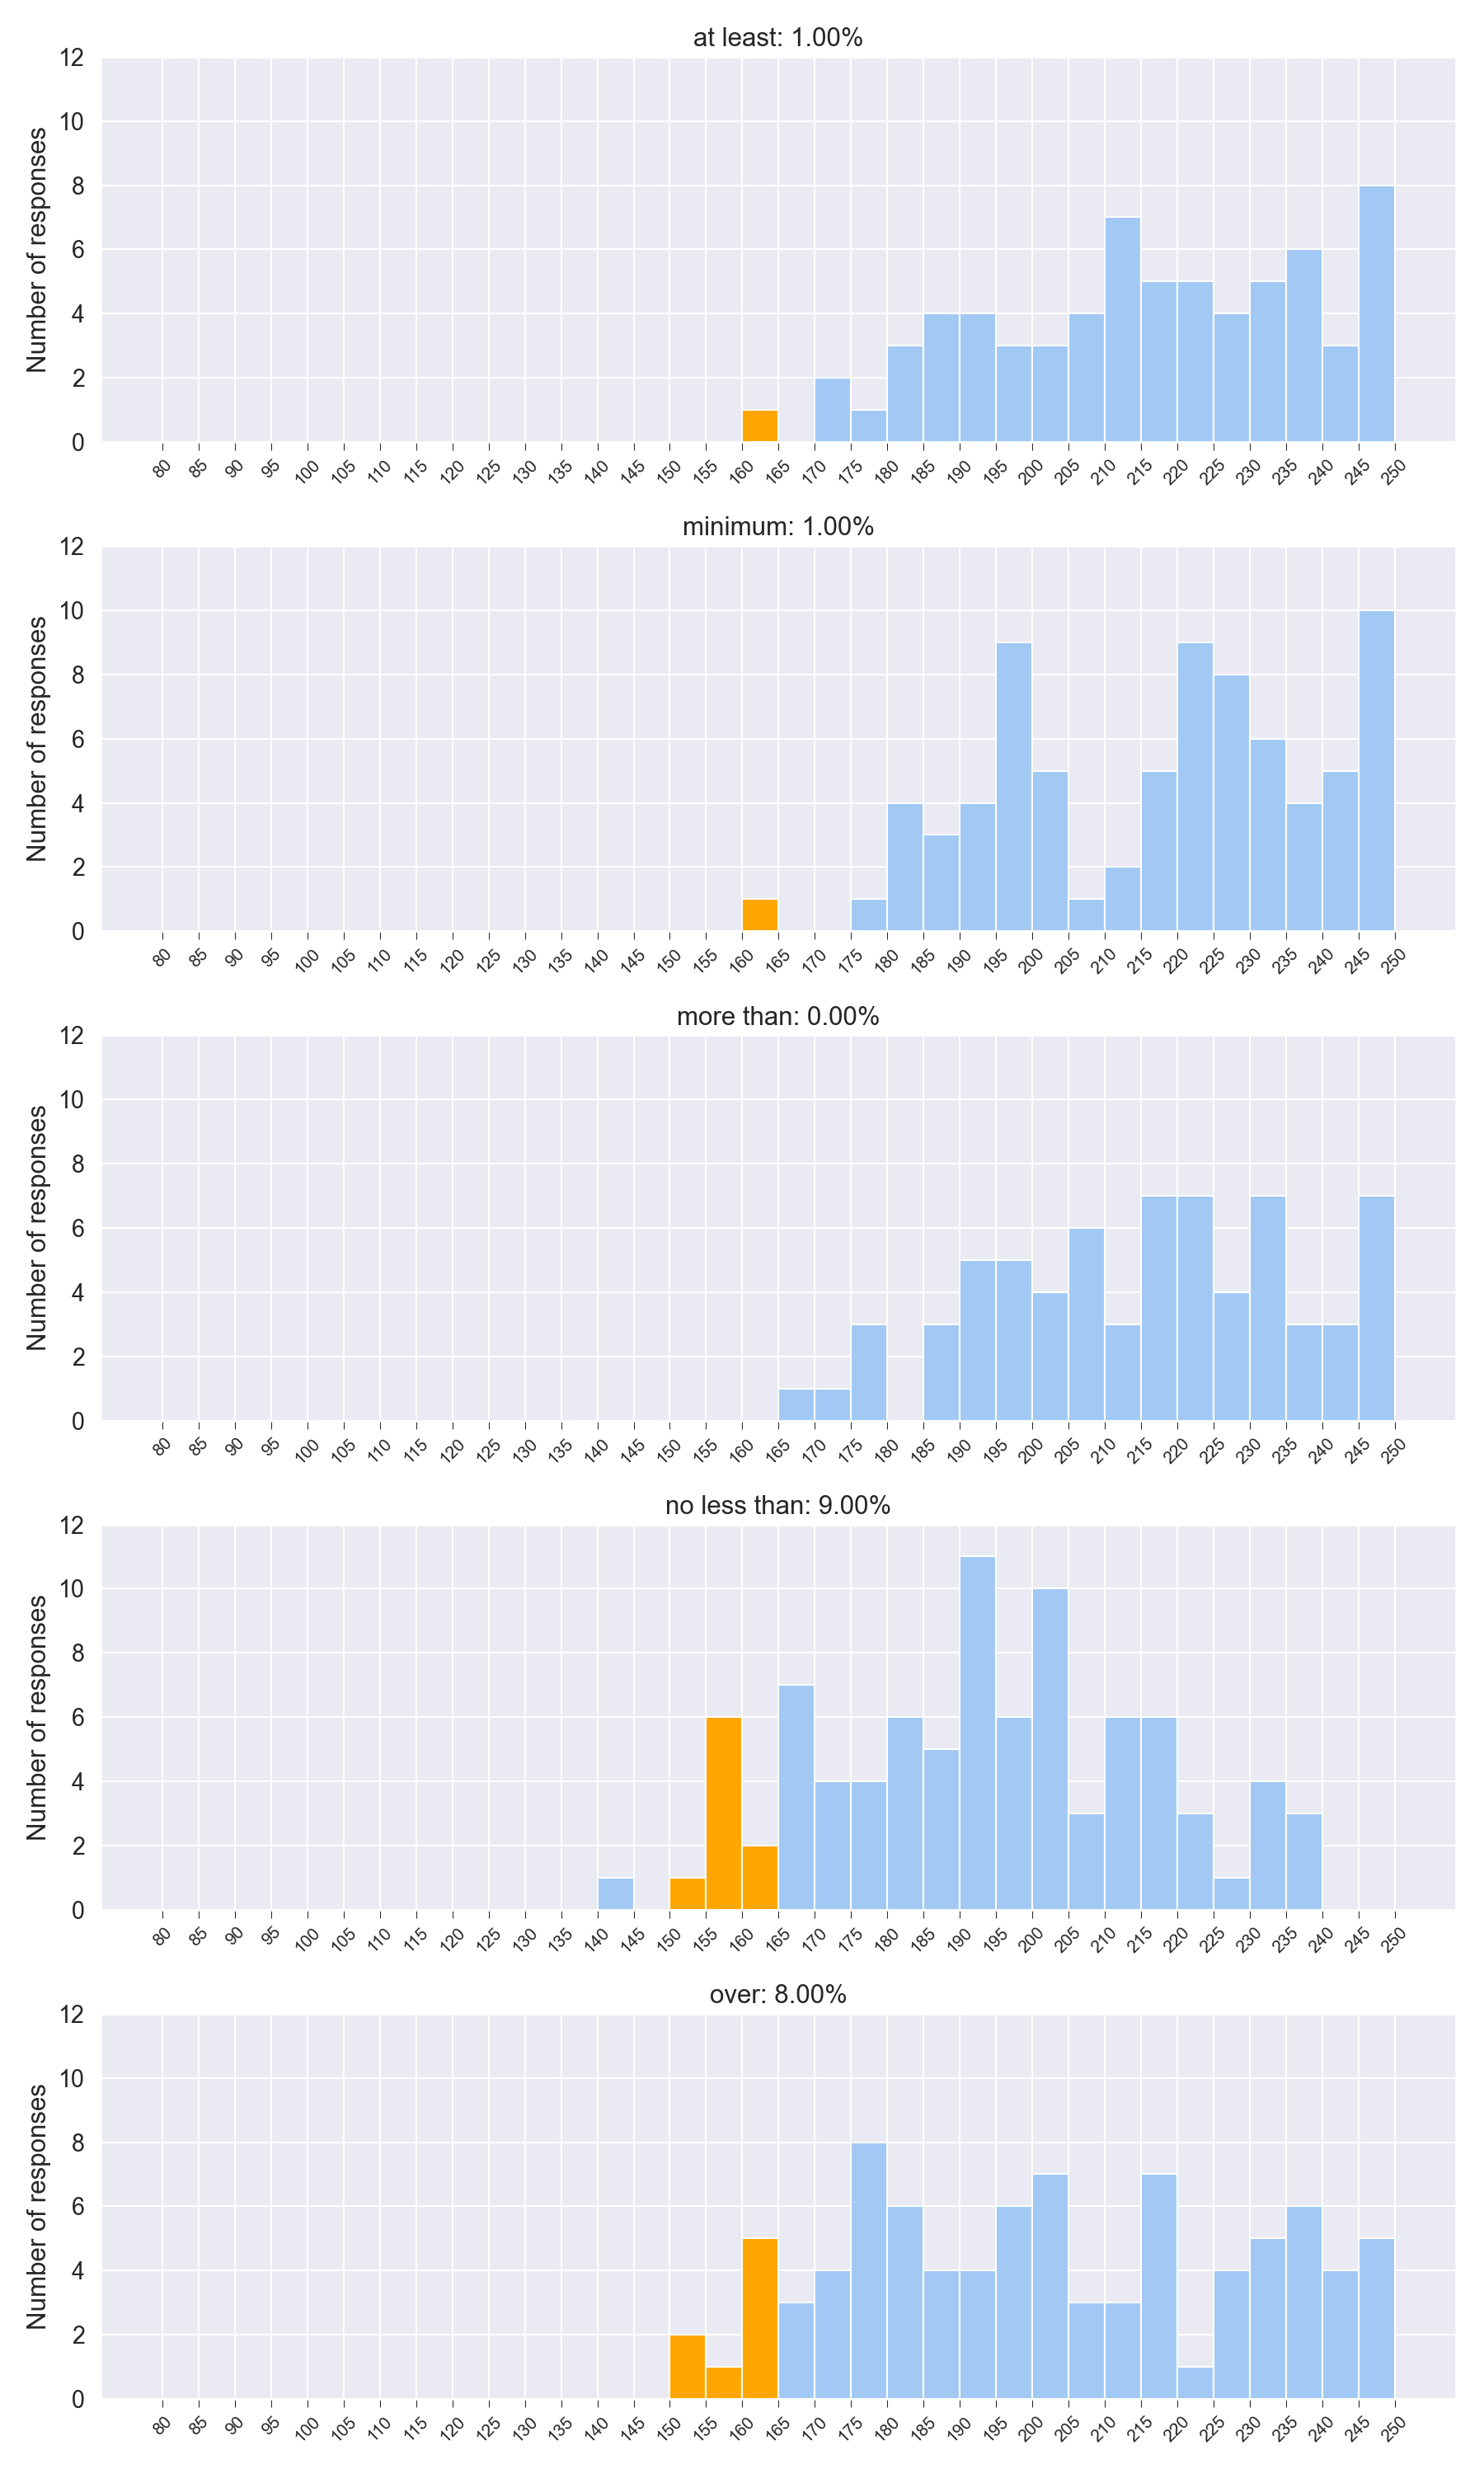 at least: 1.00%
12
10
8
6
4
2
0
Number of responses
80 85 90 95 100 105 110 115 120 125 130 135 140 145 150 155 160 165 170 175 180 185 190 195 200 205 210 215 220 225 230 235 240 245 250
minimum: 1.00%
12
10
8
6
4
2
0
Number of responses
80 85 90 95 100 105 110 115 120 125 130 135 140 145 150 155 160 165 170 175 180 185 190 195 200 205 210 215 220 225 230 235 240 245 250
more than: 0.00%
12
10
8
6
4
2
0
Number of responses
80 85 90 95 100 105 110 115 120 125 130 135 140 145 150 155 160 165 170 175 180 185 190 195 200 205 210 215 220 225 230 235 240 245 250
no less than: 9.00%
12
10
8
6
4
2
0
Number of responses
80 85 90 95 100 105 110 115 120 125 130 135 140 145 150 155 160 165 170 175 180 185 190 195 200 205 210 215 220 225 230 235 240 245 250
over: 8.00%
12
10
8
6
4
2
0
Number of responses
80 85 90 95 100 105 110 115 120 125 130 135 140 145 150 155 160 165 170 175 180 185 190 195 200 205 210 215 220 225 230 235 240 245 250